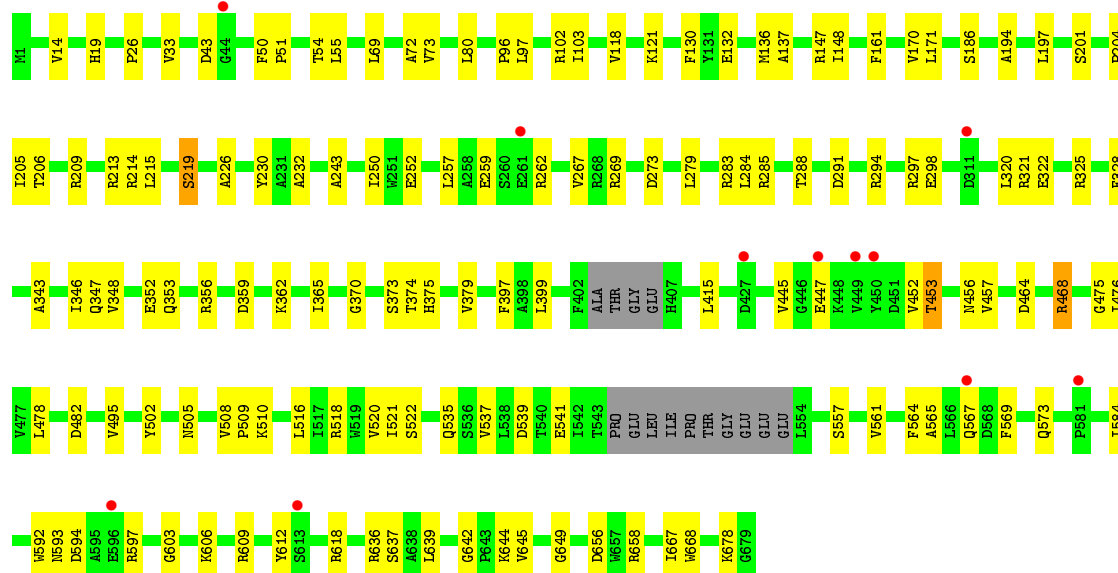 M1 V14 H19 P26 V33 D43 G44 F50 P51 T54 L55 L69 A72 V73 L80 P96 L97 R102 I103 V118 K121 F130 Y131 E132 M136 A137 R147 I148 F161 V170 L171 S186 A194 L197 S201
I205 T206 R209 R213 R214 L215 S219 A226 Y230 A231 A232 A243 I250 W251 E252 L257 A258 E259 S260 E261 R262 V267 R268 R269 D273 L279 R283 L284 R285 T288 D291 R294 R297 E298 D311 L320 R321 E322 R325
A343 I346 Q347 V348 E352 Q353 R356 D359 K362 I365 G370 S373 T374 H375 V379 F397 A398 L399 F402 ALA THR GLY GLU H407 L415 D427 V445 G446 E447 K448 V449 Y450 D451 V452 T453 N456 V457 D464 R468 G475 I476
V477 L478 D482 V495 Y502 N505 V508 P509 K510 L516 I517 R518 W519 V520 I521 S522 Q535 S536 V537 L538 D539 T540 E541 I542 T543 PRO GLU LEU ILE PRO THR GLY GLU GLU GLU L554 S557 V561 F564 A565 L566 Q567 D568 F569 Q573 P581 I584
W592 N593 D594 A595 E596 R597 G603 K606 R609 Y612 S613 R618 R636 S637 A638 L639 G642 P643 K644 V645 G649 D656 W657 R658 I667 W668 K678 G679